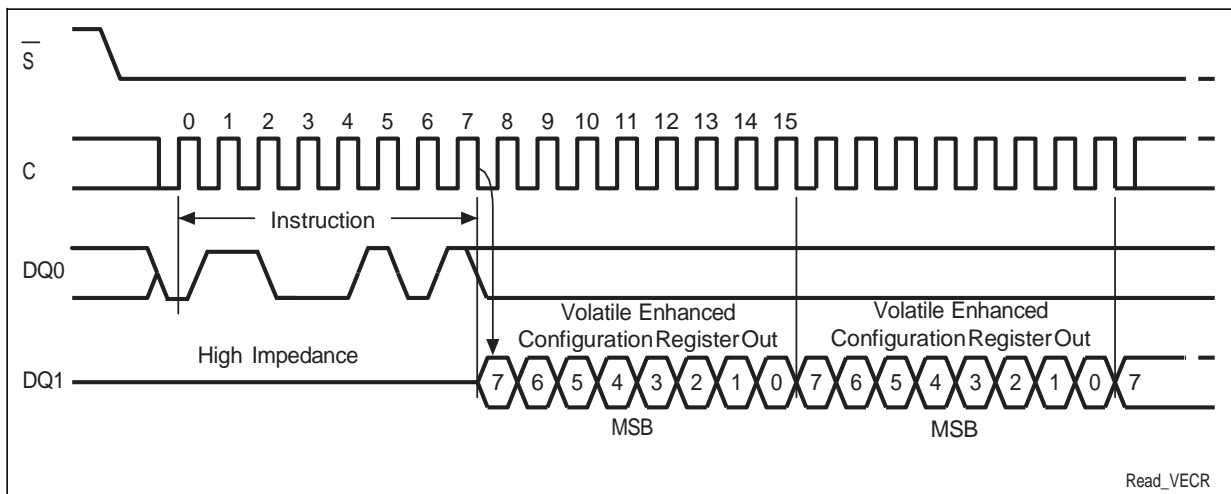 S
0 1 2 3 4 5 6 7 8 9 10 11 12 13 14 15
C
Instruction
DQ0
Volatile Enhanced
Configuration Register Out
Volatile Enhanced
Configuration Register Out
High Impedance
DQ1
7 6 5 4 3 2 1 0 7 6 5 4 3 2 1 0 7
MSB
MSB
Read_VECR